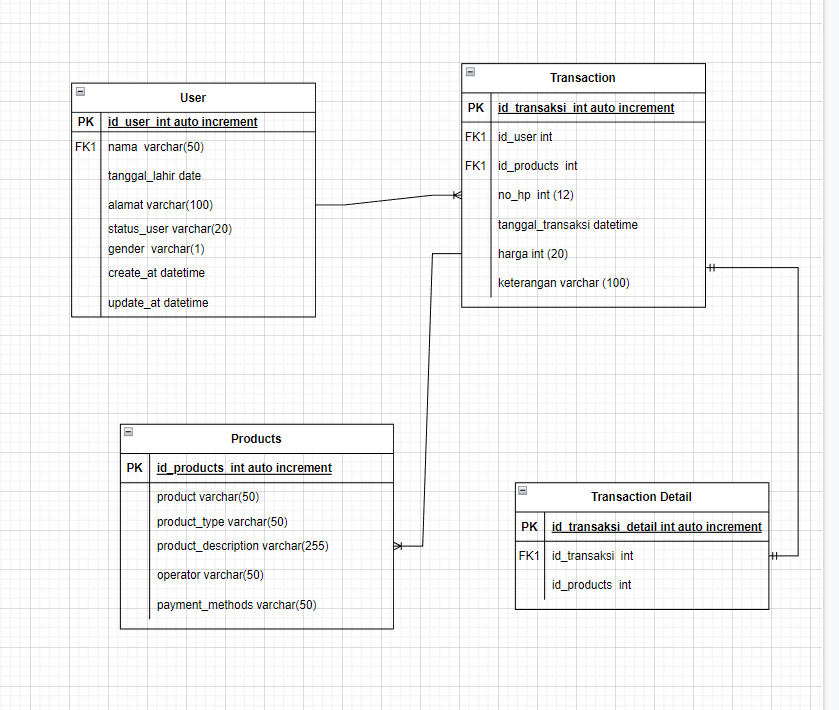 User
PK id_user int auto increment
FK1 nama varchar(50)
tanggal_lahir date
alamat varchar(100)
status_user varchar(20)
gender varchar(1)
create_at datetime
update_at datetime
Transaction
PK id_transaksi int auto increment
FK1 id_user int
FK1 id_products int
no_hp int (12)
tanggal_transaksi datetime
harga int (20)
keterangan varchar (100)
Products
PK id_products int auto increment
product varchar(50)
product_type varchar(50)
product_description varchar(255)
operator varchar(50)
payment_methods varchar(50)
Transaction Detail
PK id_transaksi_detail int auto increment
FK1 id_transaksi int
id_products int